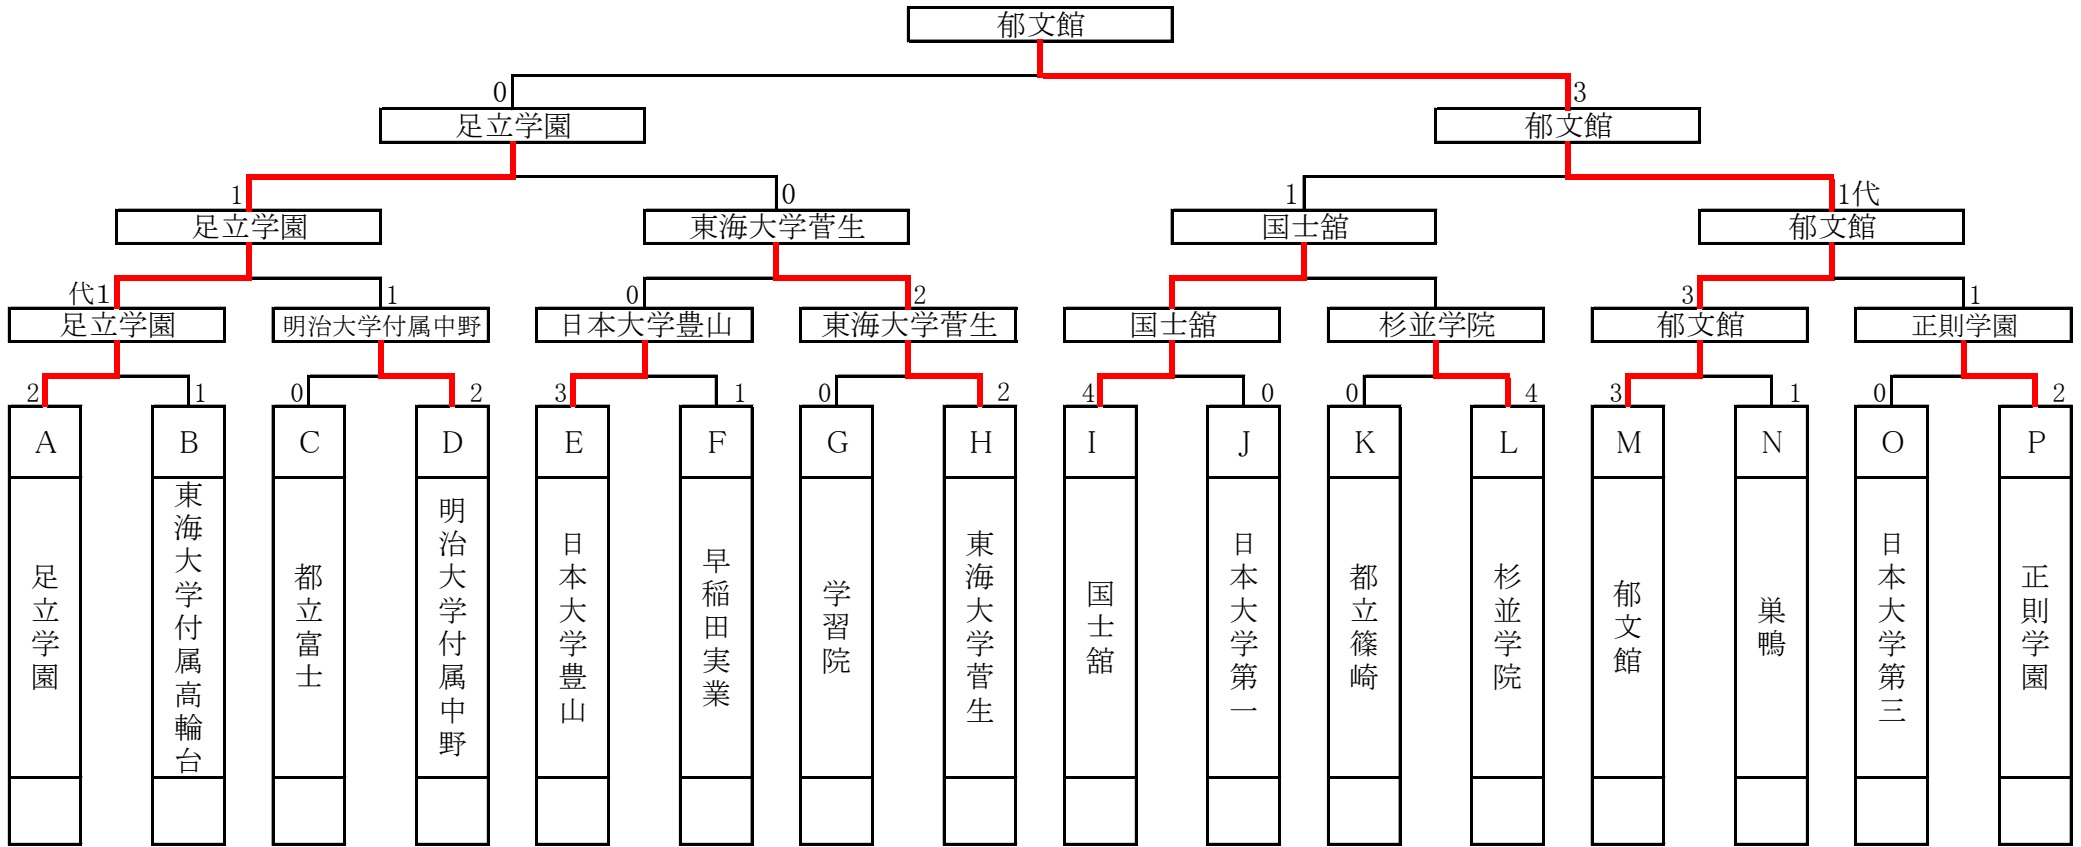 郁文館
0
3
足立学園
郁文館
1
0
1
1代
足立学園
東海大学菅生
国士舘
郁文館
代1
1
0
2
3
1
足立学園
明治大学付属中野
日本大学豊山
東海大学菅生
国士舘
杉並学院
郁文館
正則学園
2
1
0
2
3
1
0
2
4
0
0
4
3
1
0
2
A
B
C
D
E
F
G
H
I
J
K
L
M
N
O
P
足立学園
東海大学付属高輪台
都立富士
明治大学付属中野
日本大学豊山
早稲田実業
学習院
東海大学菅生
国士舘
日本大学第一
都立篠崎
杉並学院
郁文館
巣鴨
日本大学第三
正則学園